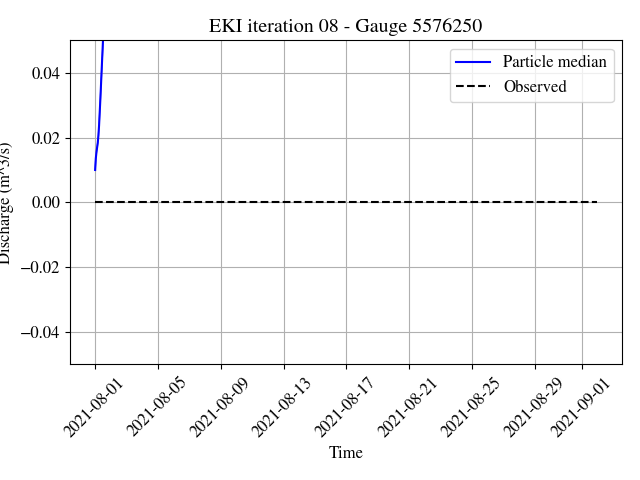 EKI iteration 08 - Gauge 5576250
Particle median
Observed
0.04
0.02
0.00
−0.02
−0.04
Discharge (m^3/s)
2021-08-01
2021-08-05
2021-08-09
2021-08-13
2021-08-17
2021-08-21
2021-08-25
2021-08-29
2021-09-01
Time